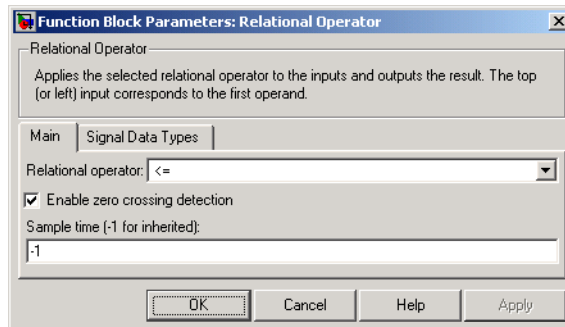 Function Block Parameters: Relational Operator
Relational Operator
Applies the selected relational operator to the inputs and outputs the result. The top
(or left) input corresponds to the first operand.
Main Signal Data Types
Relational operator: <=
Enable zero crossing detection
Sample time (-1 for inherited):
-1
OK Cancel Help Apply